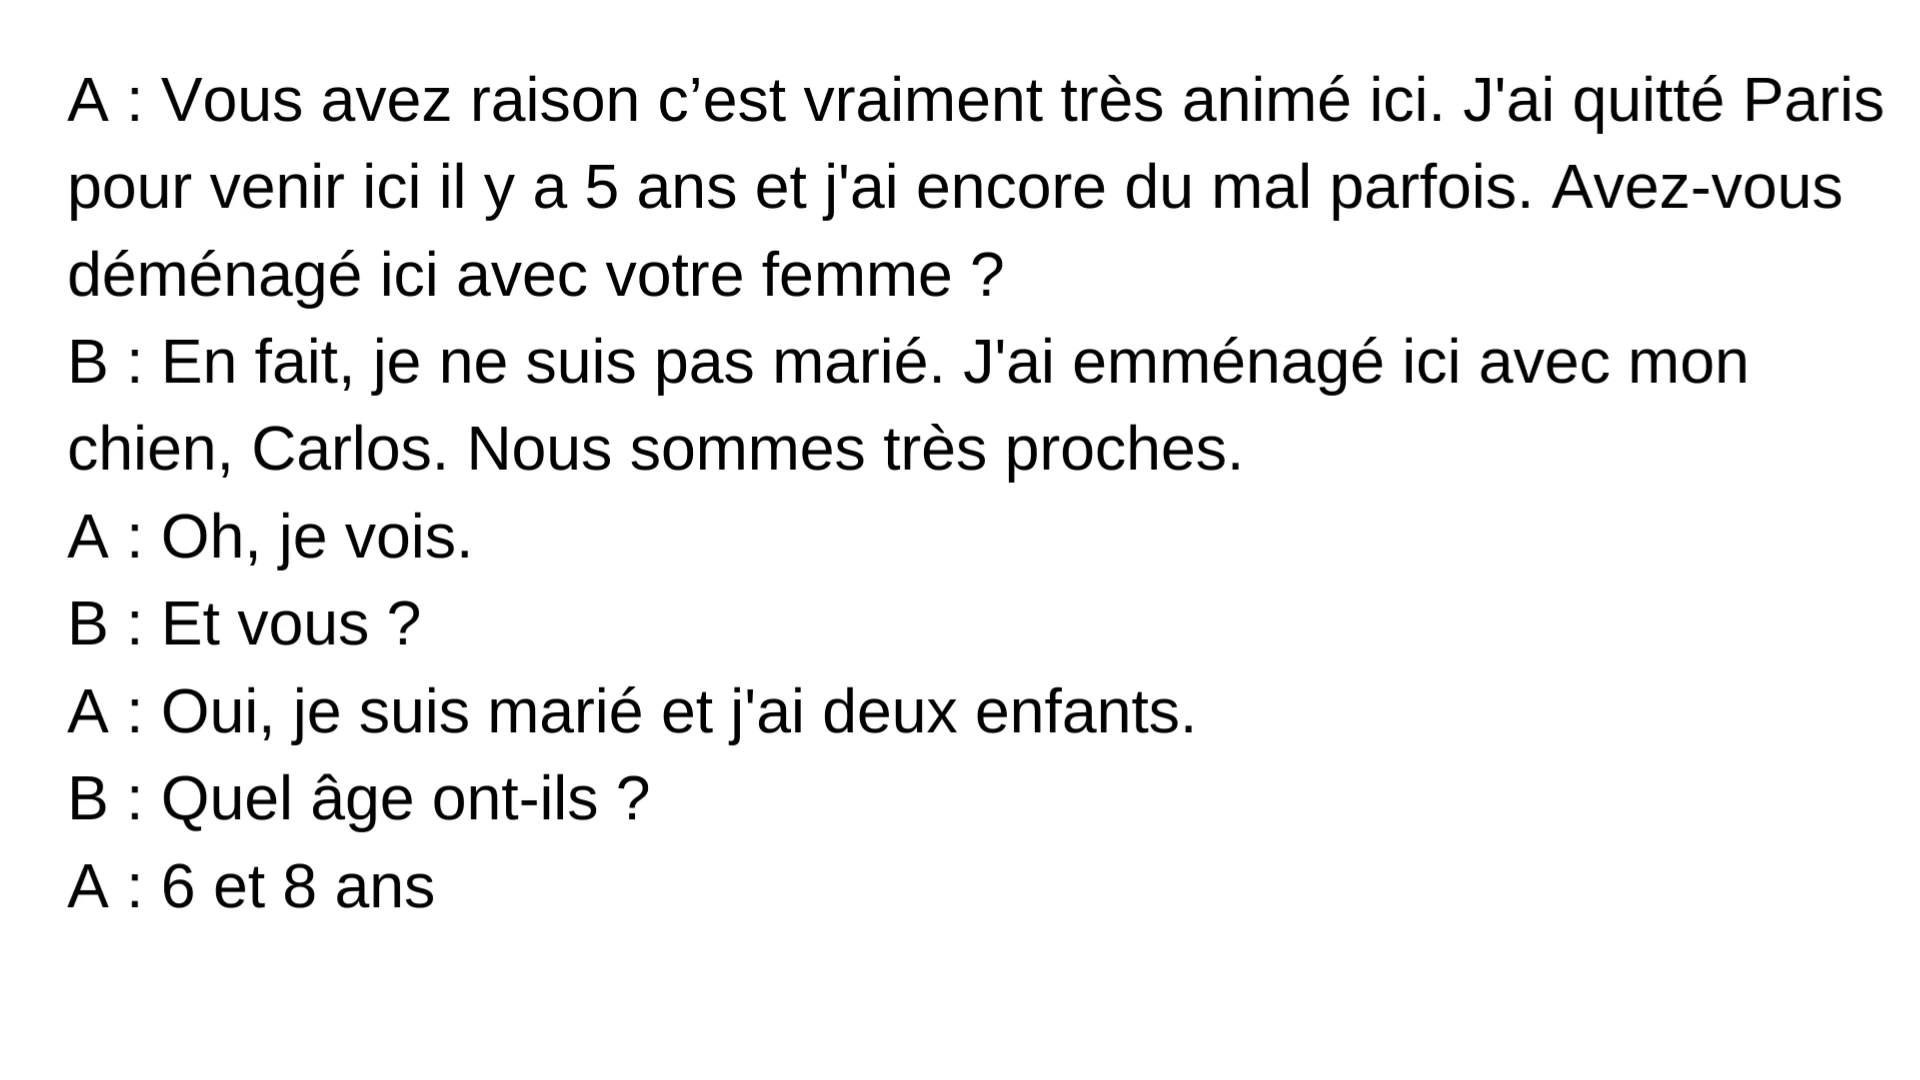 A : Vous avez raison c’est vraiment très animé ici. J'ai quitté Paris
pour venir ici il y a 5 ans et j'ai encore du mal parfois. Avez-vous
déménagé ici avec votre femme ?
B : En fait, je ne suis pas marié. J'ai emménagé ici avec mon
chien, Carlos. Nous sommes très proches.
A : Oh, je vois.
B : Et vous ?
A : Oui, je suis marié et j'ai deux enfants.
B : Quel âge ont-ils ?
A : 6 et 8 ans